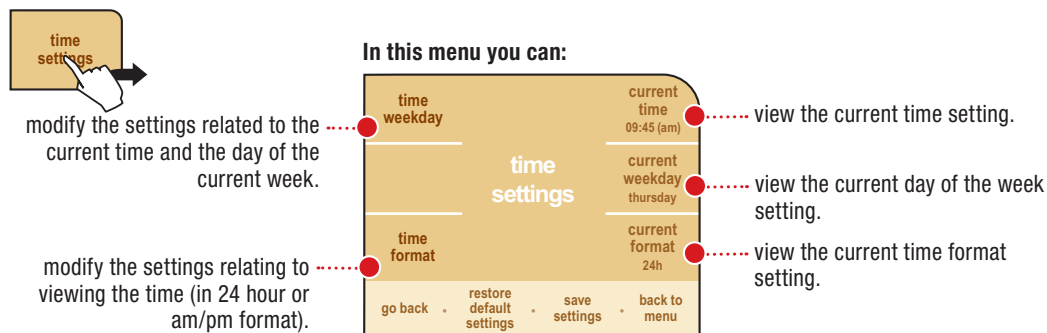 time
settings
In this menu you can:
modify the settings related to the
current time and the day of the
current week.
modify the settings relating to
viewing the time (in 24 hour or
am/pm format).
time
weekday
time
format
time
settings
current
time
09:45 (am)
current
weekday
thursday
current
format
24h
go back
restore
default
settings
save
settings
back to
menu
view the current time setting.
view the current day of the week
setting.
view the current time format
setting.